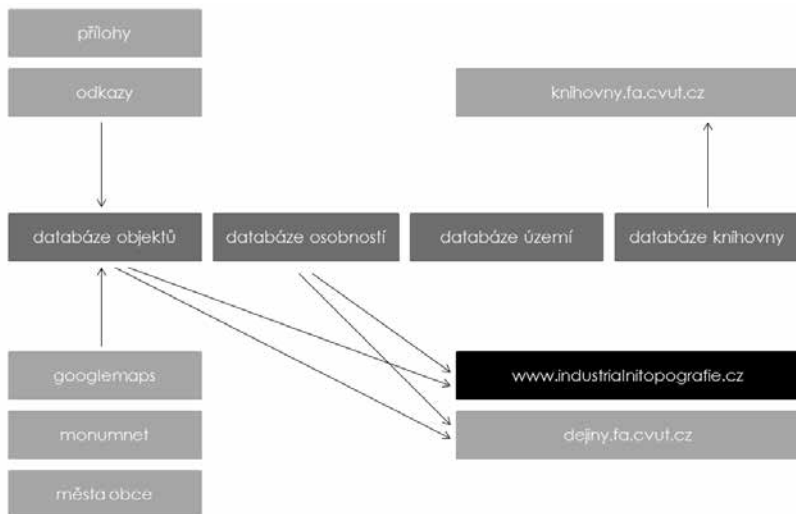 přílohy
odkazy
knihovny.fa.cvut.cz
databáze objektů
databáze osobností
databáze území
databáze knihovny
googlemaps
www.industrialnitopografie.cz
monumnet
dejiny.fa.cvut.cz
města obce